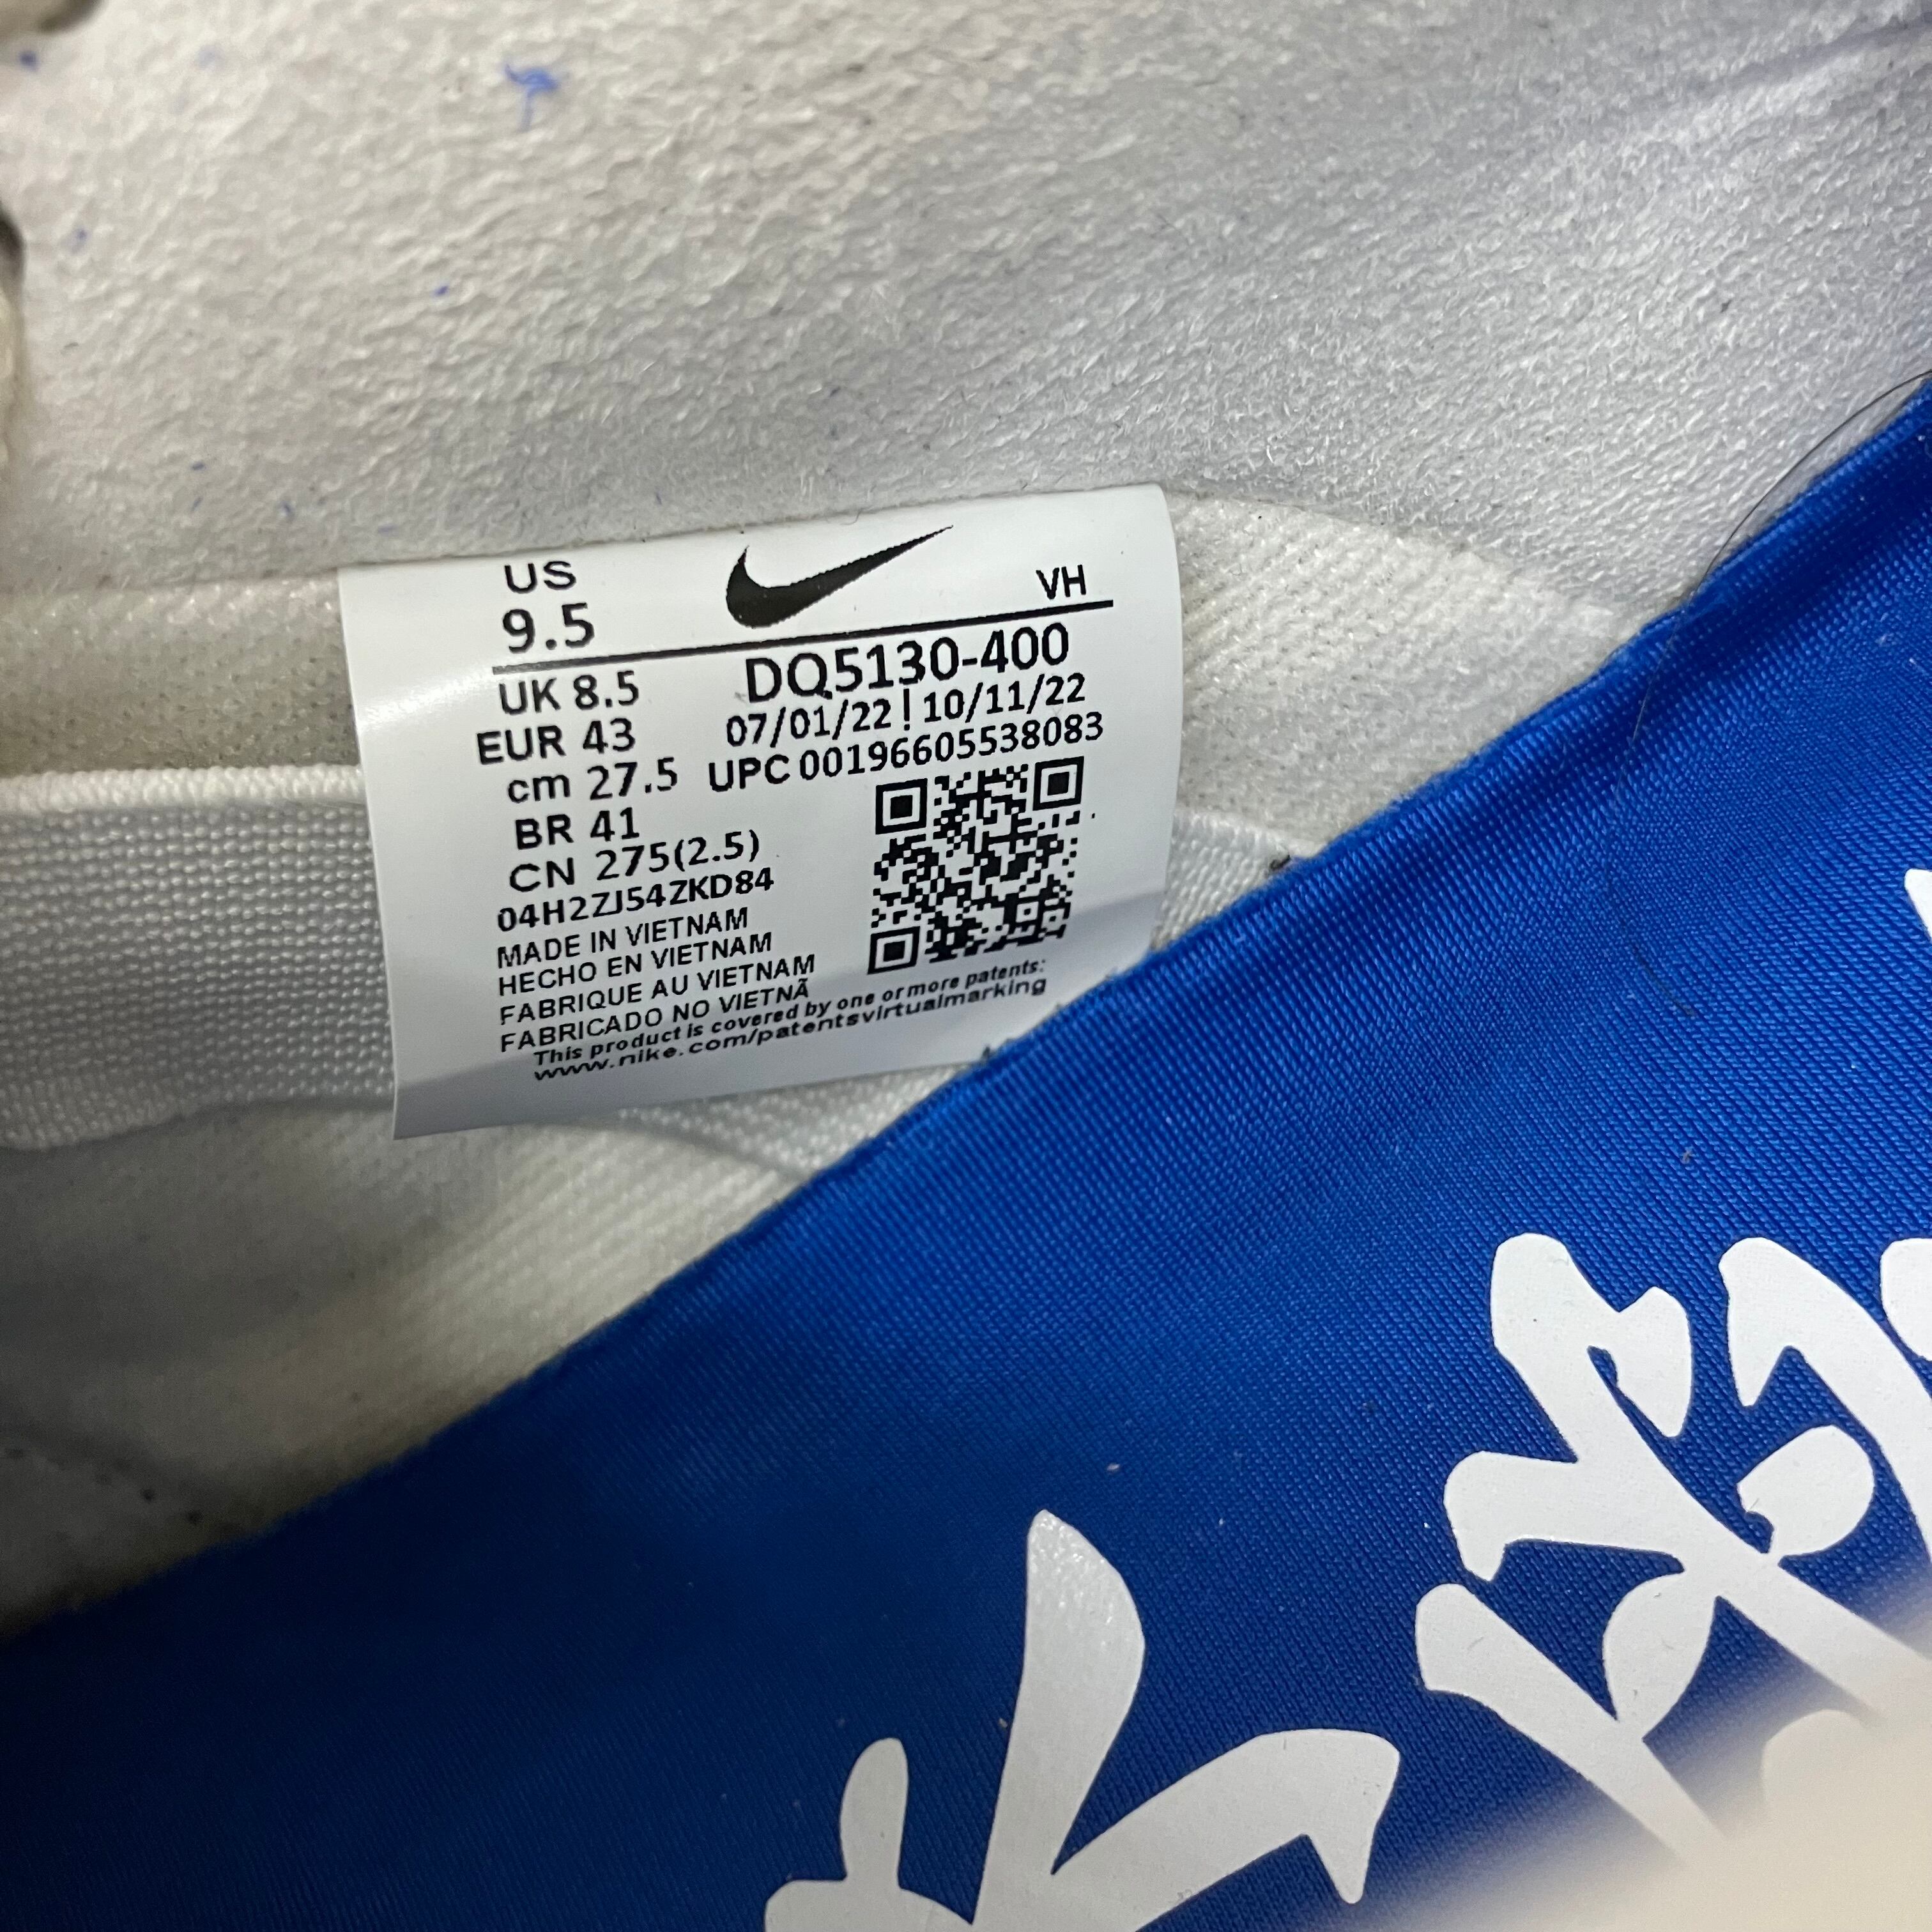 US
9.5
VH
UK 8.5
DQ5130-400
EUR 43
07/01/22 ! 10/11/22
cm 27.5
UPC 00196605538083
BR 41
CN 275(2.5)
04H2ZJ54ZKD84
MADE IN VIETNAM
HECHO EN VIETNAM
FABRIQUE AU VIETNAM
FABRICADO NO VIETNÃ
This product is covered by one or more patents:
www.nike.com/patentsvirtualmarking